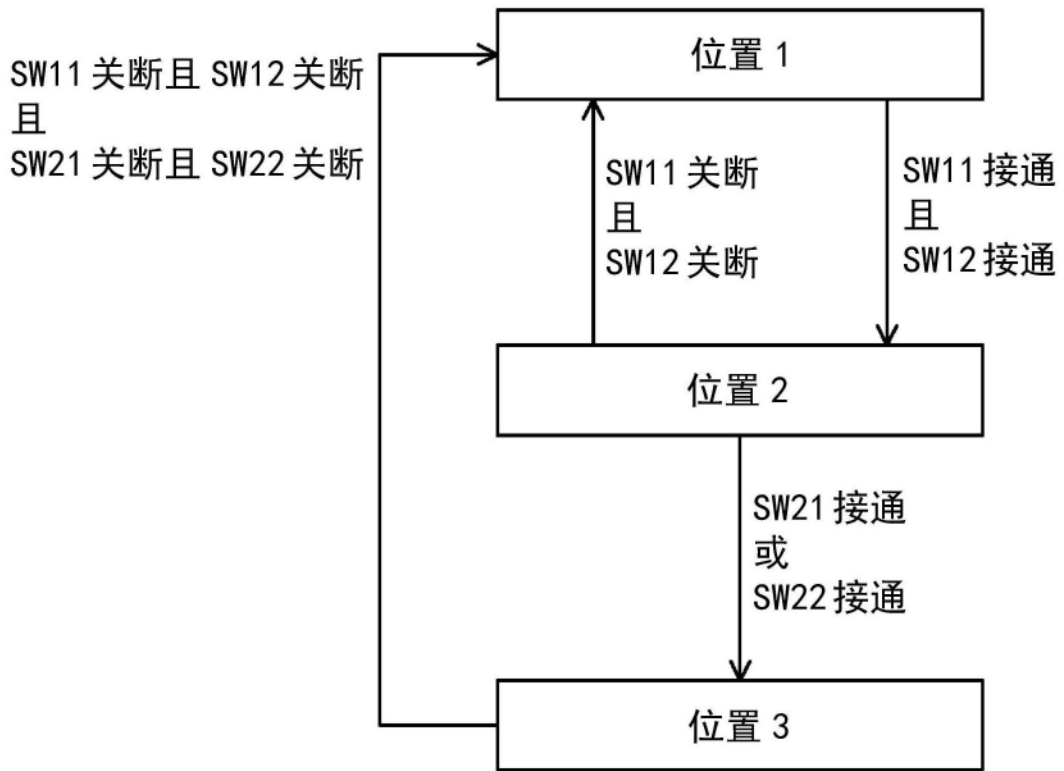 位置 1
SW11 关断且 SW12 关断
且
SW21 关断且 SW22 关断
SW11 关断
且
SW12 关断
SW11 接通
且
SW12 接通
位置 2
SW21 接通
或
SW22 接通
位置 3